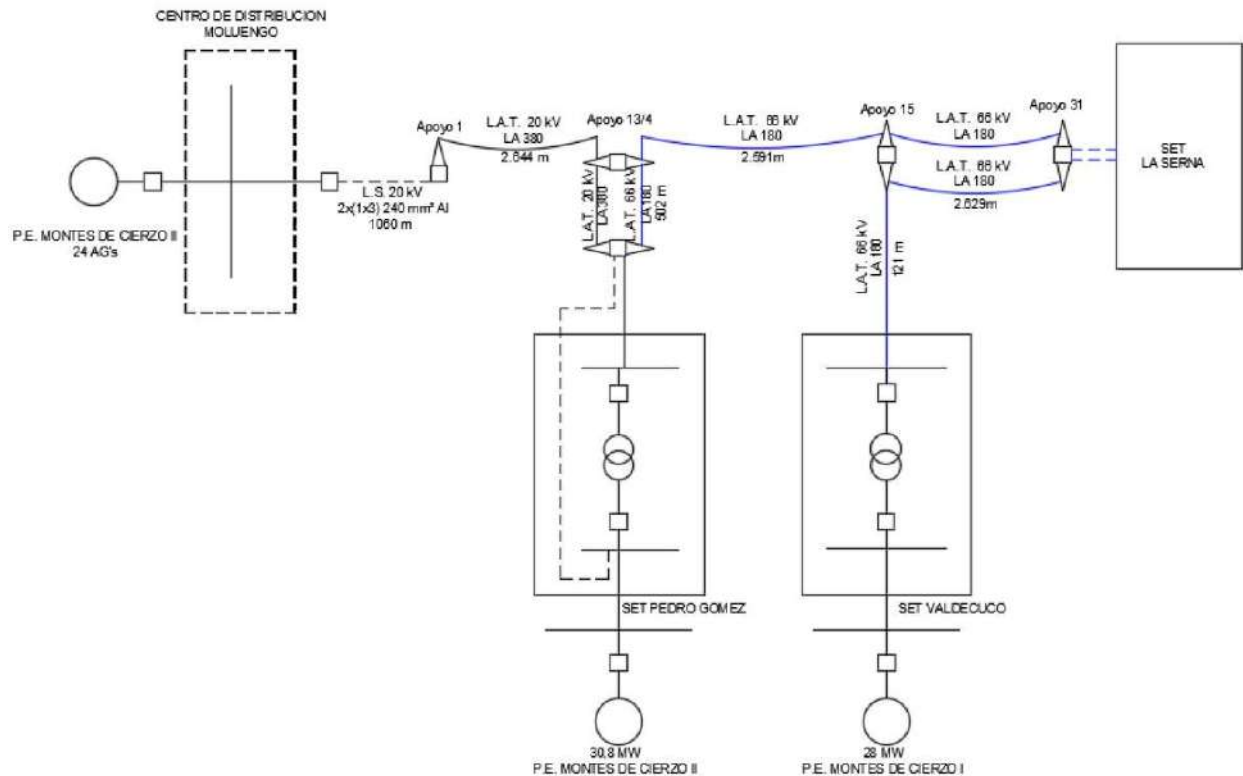 CENTRO DE DISTRIBUCION
MOLUENGO
Apoyo 1
L.A.T. 20 kV
LA 380
2.644 m
Apoyo 13/4
L.A.T. 66 kV
LA 180
2.591m
Apoyo 15
L.A.T. 66 kV
LA 180
Apoyo 31
L.A.T. 66 kV
LA 180
2.629m
SET
LA SERNA
L.S. 20 kV
2x(1x3) 240 mm² Al
1060 m
P.E. MONTES DE CIERZO II
24 AG's
L.A.T. 20 kV
LA 380
L.A.T. 66 kV
LA 180
502 m
L.A.T. 66 kV
LA 180
121 m
SET PEDRO GOMEZ
SET VALDECUCO
30,8 MW
P.E. MONTES DE CIERZO II
28 MW
P.E. MONTES DE CIERZO I